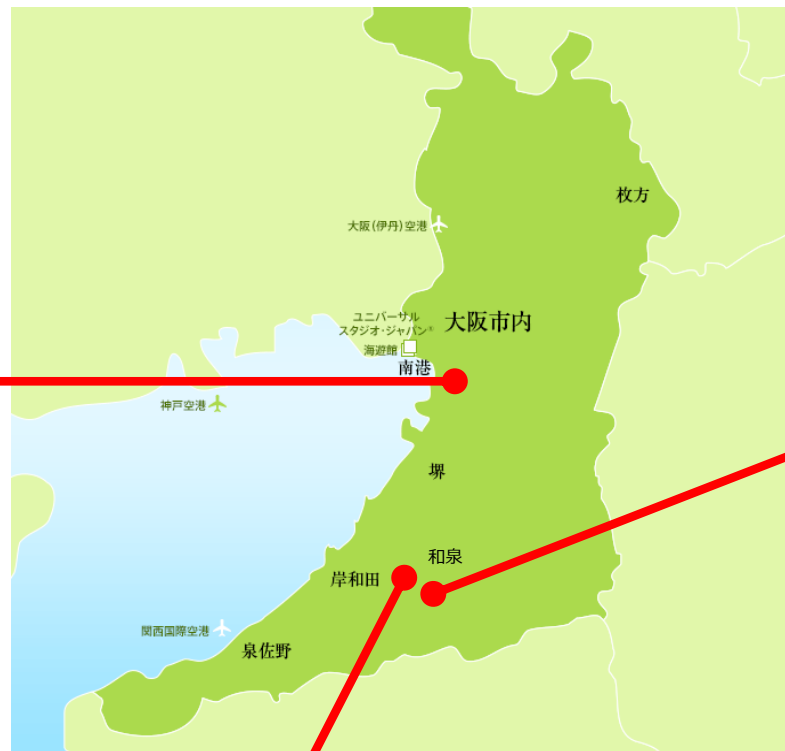 枚方
大阪(伊丹)空港
ユニバーサル
スタジオ・ジャパン®
大阪市内
海遊館
南港
神戸空港
堺
和泉
岸和田
関西国際空港
泉佐野